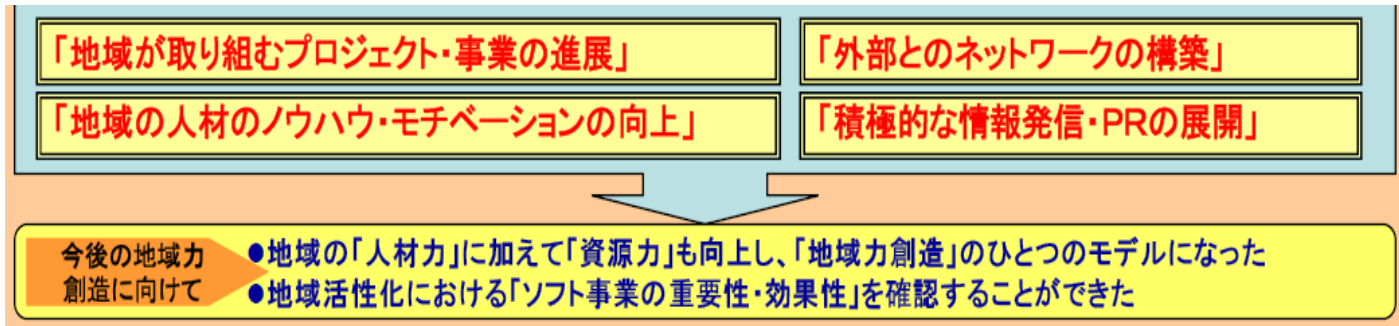 「地域が取り組むプロジェクト・事業の進展」
「外部とのネットワークの構築」
「地域の人材のノウハウ・モチベーションの向上」
「積極的な情報発信・PRの展開」
今後の地域力
創造に向けて
●地域の「人材力」に加えて「資源力」も向上し、「地域力創造」のひとつのモデルになった
●地域活性化における「ソフト事業の重要性・効果性」を確認することができた